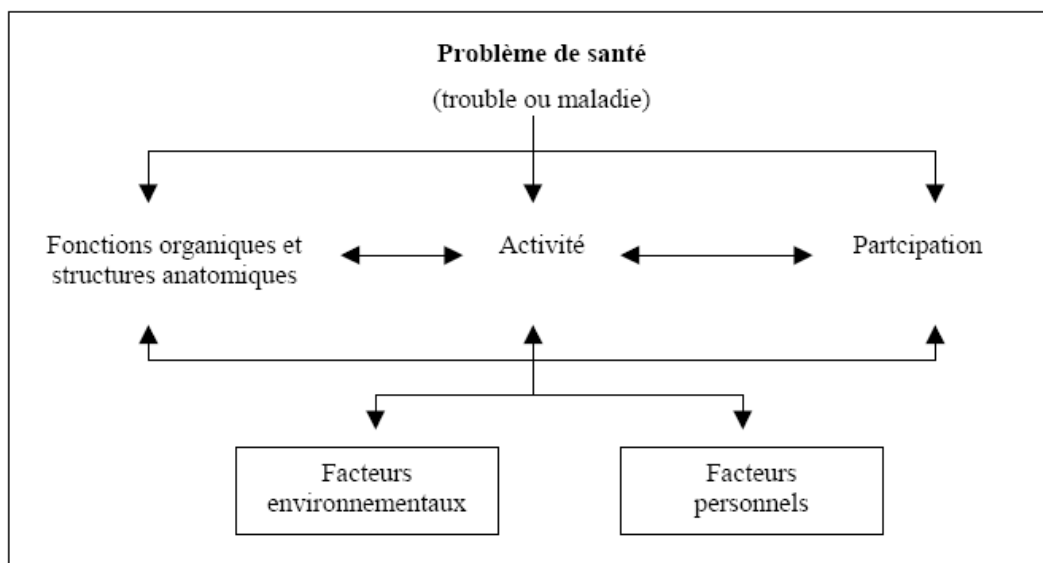 Problème de santé
(trouble ou maladie)
Fonctions organiques et
structures anatomiques
Activité
Partcipation
Facteurs
environnementaux
Facteurs
personnels